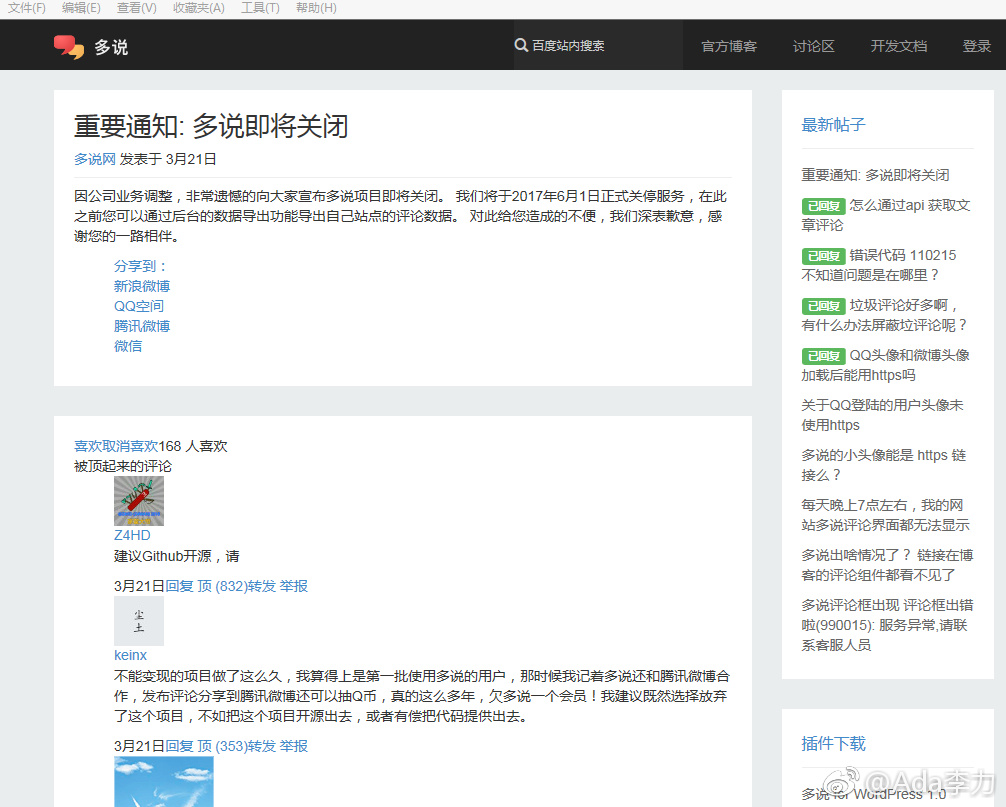 文件(F) 编辑(E) 查看(V) 收藏夹(A) 工具(T) 帮助(H)
多说 百度站内搜索 官方博客 讨论区 开发文档 登录
重要通知: 多说即将关闭
多说网 发表于 3月21日
因公司业务调整，非常遗憾的向大家宣布多说项目即将关闭。 我们将于2017年6月1日正式关停服务，在此
之前您可以通过后台的数据导出功能导出自己站点的评论数据。 对此给您造成的不便，我们深表歉意，感
谢您的一路相伴。
分享到：
新浪微博
QQ空间
腾讯微博
微信
喜欢取消喜欢168 人喜欢
被顶起来的评论
Z4HD
建议Github开源，请
3月21日回复 顶 (832)转发 举报
尘
土
keinx
不能变现的项目做了这么久，我算得上是第一批使用多说的用户，那时候我记着多说还和腾讯微博合
作，发布评论分享到腾讯微博还可以抽Q币，真的这么多年，欠多说一个会员！我建议既然选择放弃
了这个项目，不如把这个项目开源出去，或者有偿把代码提供出去。
3月21日回复 顶 (353)转发 举报
最新帖子
重要通知: 多说即将关闭
已回复 怎么通过api 获取文
章评论
已回复 错误代码 110215
不知道问题是在哪里？
已回复 垃圾评论好多啊，
有什么办法屏蔽垃评论呢？
已回复 QQ头像和微博头像
加载后能用https吗
关于QQ登陆的用户头像未
使用https
多说的小头像能是 https 链
接么？
每天晚上7点左右，我的网
站多说评论界面都无法显示
多说出啥情况了？ 链接在博
客的评论组件都看不见了
多说评论框出现 评论框出错
啦(990015): 服务异常,请联
系客服人员
插件下载
多说 for WordPress 1.0
@Ada李力